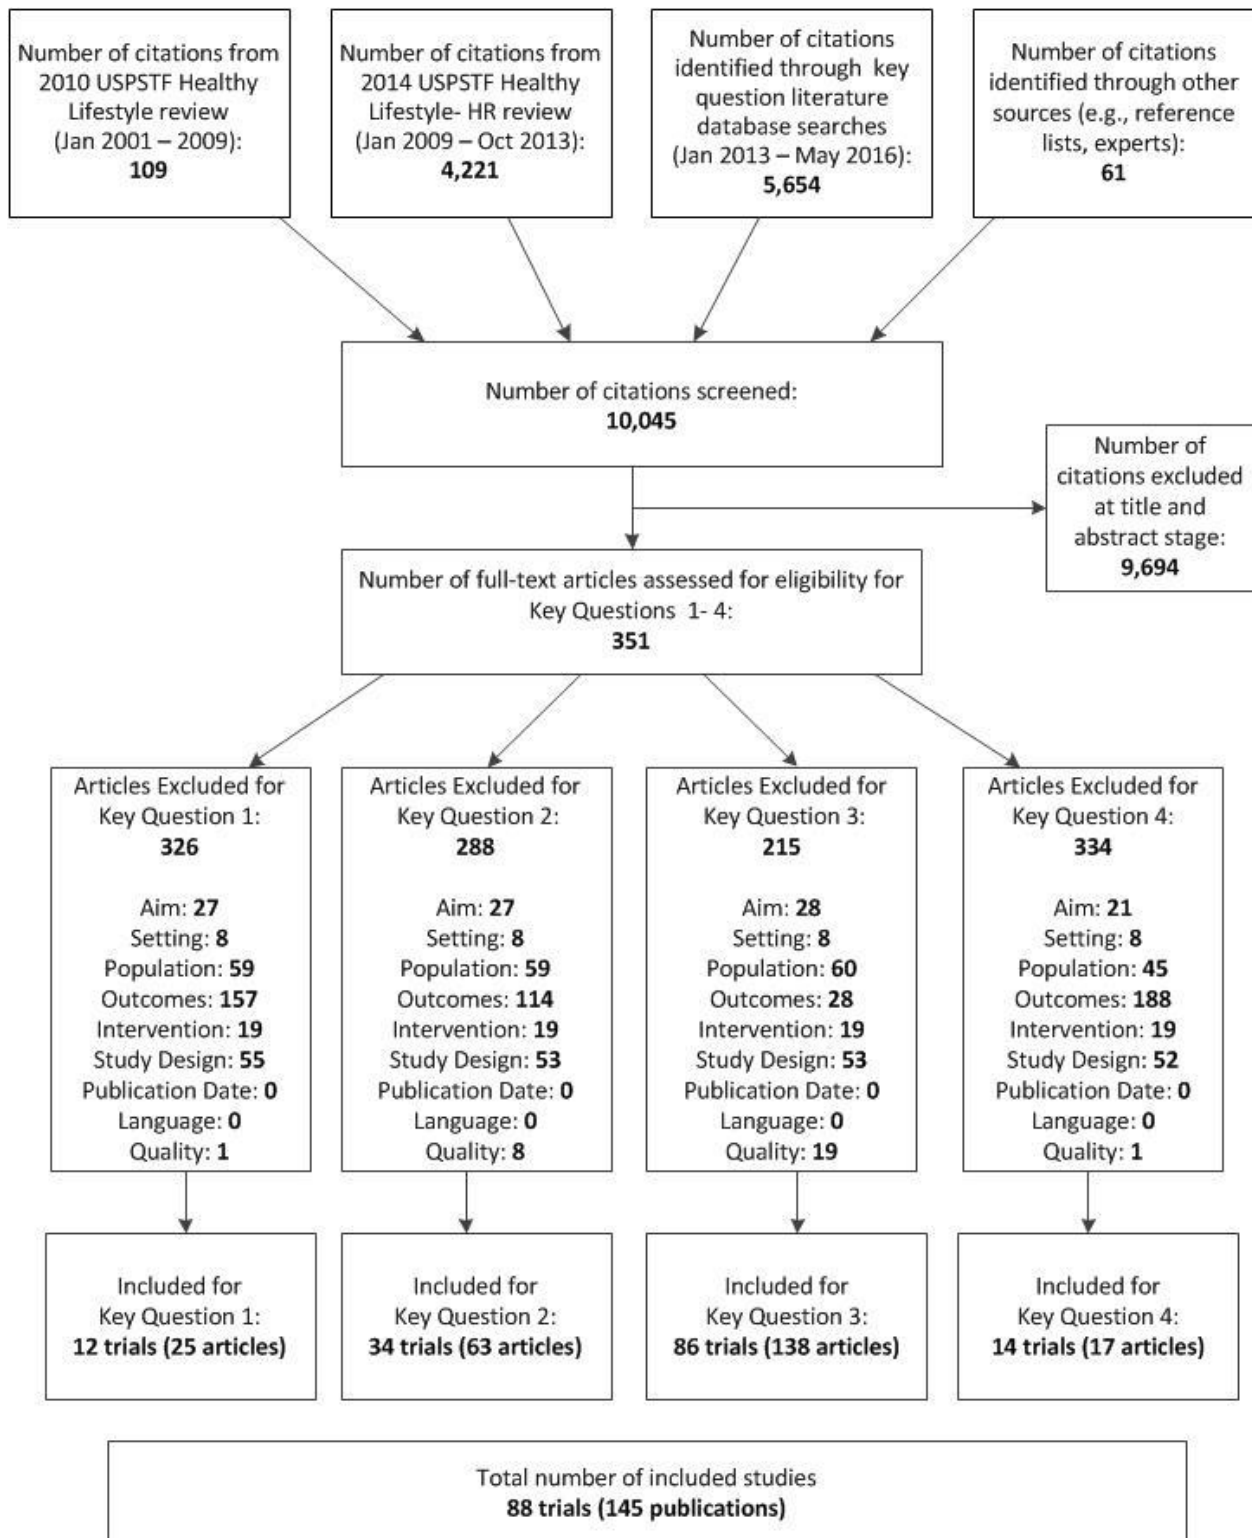 Number of citations from
2010 USPSTF Healthy
Lifestyle review
(Jan 2001 – 2009):
109
Number of citations from
2014 USPSTF Healthy
Lifestyle- HR review
(Jan 2009 – Oct 2013):
4,221
Number of citations
identified through key
question literature
database searches
(Jan 2013 – May 2016):
5,654
Number of citations
identified through other
sources (e.g., reference
lists, experts):
61
Number of citations screened:
10,045
Number of
citations excluded
at title and
abstract stage:
9,694
Number of full-text articles assessed for eligibility for
Key Questions 1- 4:
351
Articles Excluded for
Key Question 1:
326
Aim: 27
Setting: 8
Population: 59
Outcomes: 157
Intervention: 19
Study Design: 55
Publication Date: 0
Language: 0
Quality: 1
Articles Excluded for
Key Question 2:
288
Aim: 27
Setting: 8
Population: 59
Outcomes: 114
Intervention: 19
Study Design: 53
Publication Date: 0
Language: 0
Quality: 8
Articles Excluded for
Key Question 3:
215
Aim: 28
Setting: 8
Population: 60
Outcomes: 28
Intervention: 19
Study Design: 53
Publication Date: 0
Language: 0
Quality: 19
Articles Excluded for
Key Question 4:
334
Aim: 21
Setting: 8
Population: 45
Outcomes: 188
Intervention: 19
Study Design: 52
Publication Date: 0
Language: 0
Quality: 1
Included for
Key Question 1:
12 trials (25 articles)
Included for
Key Question 2:
34 trials (63 articles)
Included for
Key Question 3:
86 trials (138 articles)
Included for
Key Question 4:
14 trials (17 articles)
Total number of included studies
88 trials (145 publications)